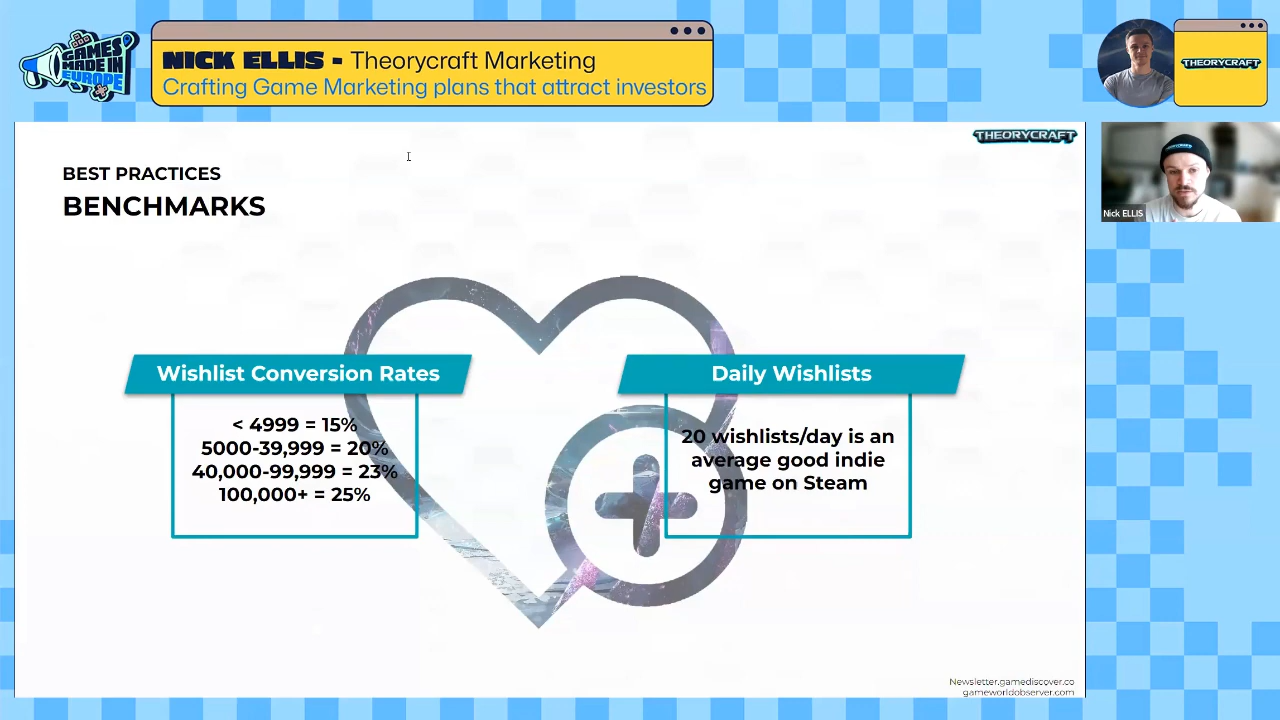 GAMES
MADE IN
EUROPE
NICK ELLIS - Theorycraft Marketing
Crafting Game Marketing plans that attract investors
THEORYCRAFT
THEORYCRAFT
BEST PRACTICES
BENCHMARKS
Nick ELLIS
Wishlist Conversion Rates
< 4999 = 15%
5000-39,999 = 20%
40,000-99,999 = 23%
100,000+ = 25%
Daily Wishlists
20 wishlists/day is an
average good indie
game on Steam
Newsletter.gamediscover.co
gameworldobserver.com